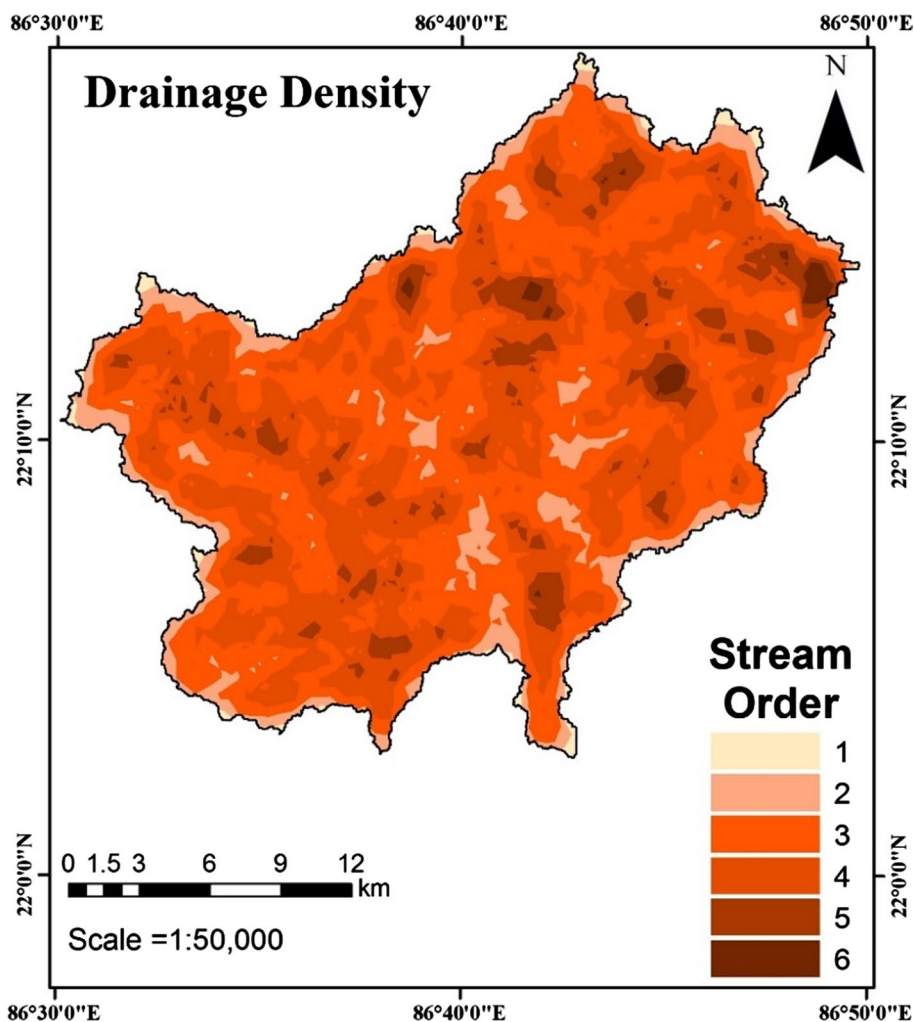 86°30'0"E 86°40'0"E 86°50'0"E
Drainage Density
N
22°10'0"N 22°10'0"N
Stream
Order
1
2
3
4
5
6
22°0'0"N 22°0'0"N
0 1.5 3 6 9 12
km
Scale =1:50,000
86°30'0"E 86°40'0"E 86°50'0"E